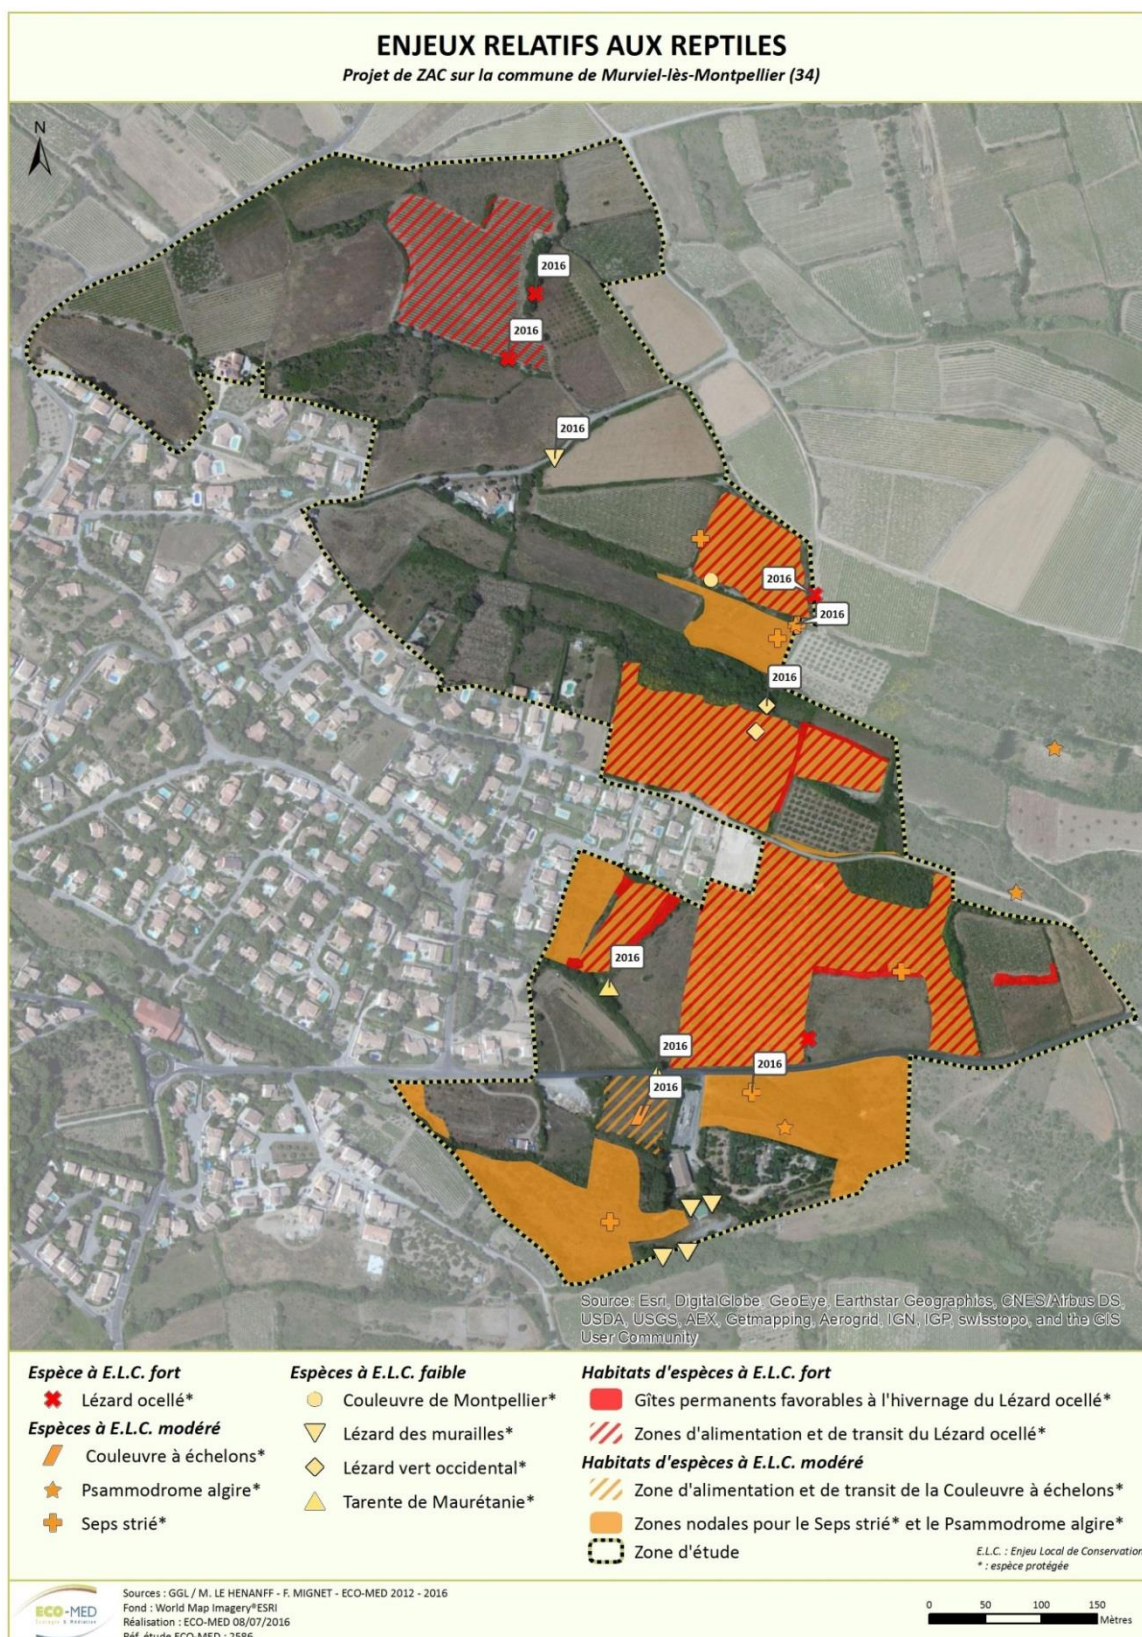 ENJEUX RELATIFS AUX REPTILES
Projet de ZAC sur la commune de Murviel-lès-Montpellier (34)
N
2016
2016
2016
2016
2016
2016
2016
2016
2016
2016
Source: Esri, DigitalGlobe, GeoEye, Earthstar Geographics, CNES/Airbus DS,
USDA, USGS, AEX, Getmapping, Aerogrid, IGN, IGP, swisstopo, and the GIS
User Community
Espèce à E.L.C. fort
Lézard ocellé*
Espèces à E.L.C. modéré
Couleuvre à échelons*
Psammodrome algire*
Seps strié*
Espèces à E.L.C. faible
Couleuvre de Montpellier*
Lézard des murailles*
Lézard vert occidental*
Tarente de Maurétanie*
Habitats d'espèces à E.L.C. fort
Gîtes permanents favorables à l'hivernage du Lézard ocellé*
Zones d'alimentation et de transit du Lézard ocellé*
Habitats d'espèces à E.L.C. modéré
Zone d'alimentation et de transit de la Couleuvre à échelons*
Zones nodales pour le Seps strié* et le Psammodrome algire*
Zone d'étude
E.L.C. : Enjeu Local de Conservation
* : espèce protégée
ECO-MED
Ecologie & Médiation
Sources : GGL / M. LE HENANFF - F. MIGNET - ECO-MED 2012 - 2016
Fond : World Map Imagery®ESRI
Réalisation : ECO-MED 08/07/2016
Réf. étude ECO-MED : 2586
0 50 100 150
Mètres